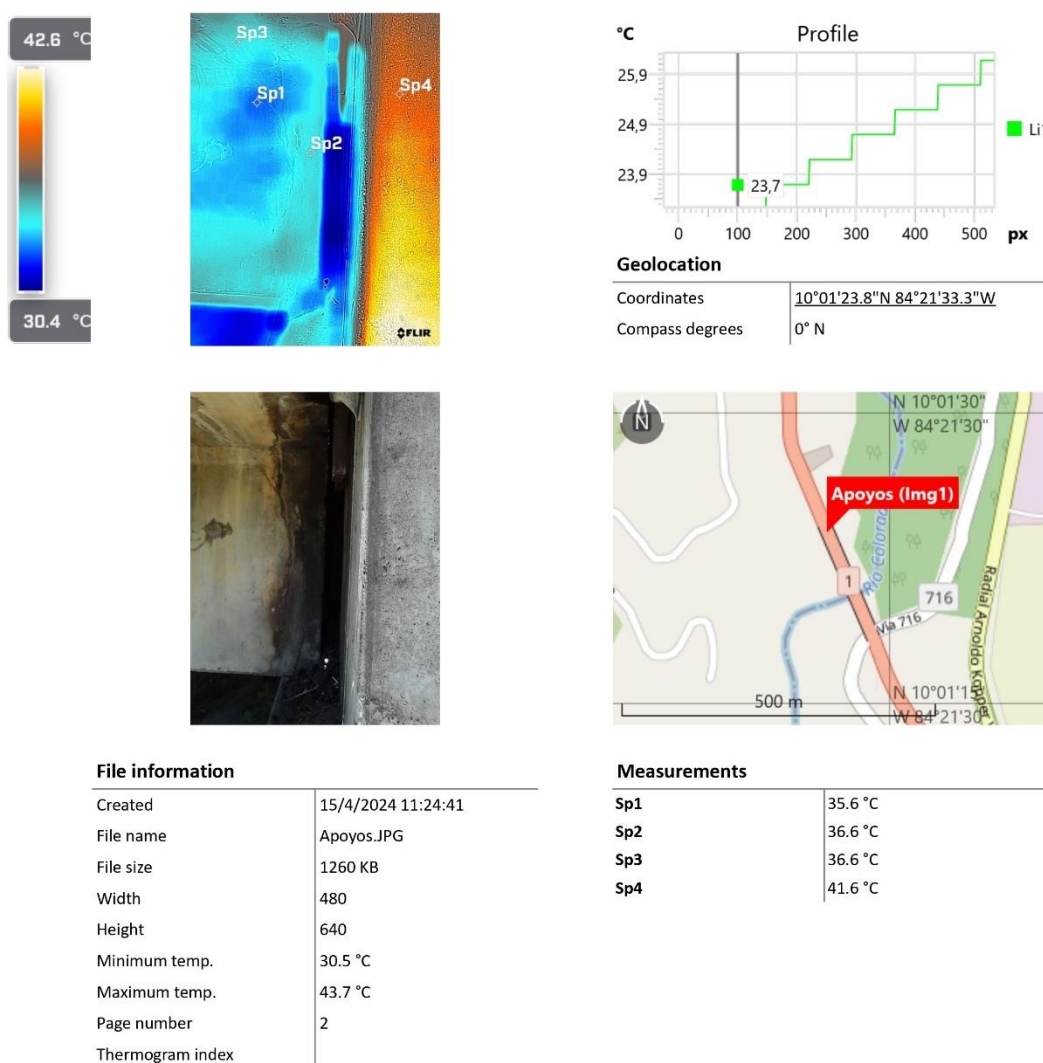 42.6 °C
30.4 °C
Sp3
Sp1
Sp4
Sp2
FLIR
°C
Profile
25,9
24,9
23,9
23,7
0 100 200 300 400 500 px
Geolocation
Coordinates 10°01'23.8"N 84°21'33.3"W
Compass degrees 0° N
N
N 10°01'30"
W 84°21'30"
Apoyos (Img1)
1
716
Via 716
Radial Arnoldo Kopper
500 m
W 84°21'30"
File information
Created 15/4/2024 11:24:41
File name Apoyos.JPG
File size 1260 KB
Width 480
Height 640
Minimum temp. 30.5 °C
Maximum temp. 43.7 °C
Page number 2
Thermogram index
Measurements
Sp1 35.6 °C
Sp2 36.6 °C
Sp3 36.6 °C
Sp4 41.6 °C